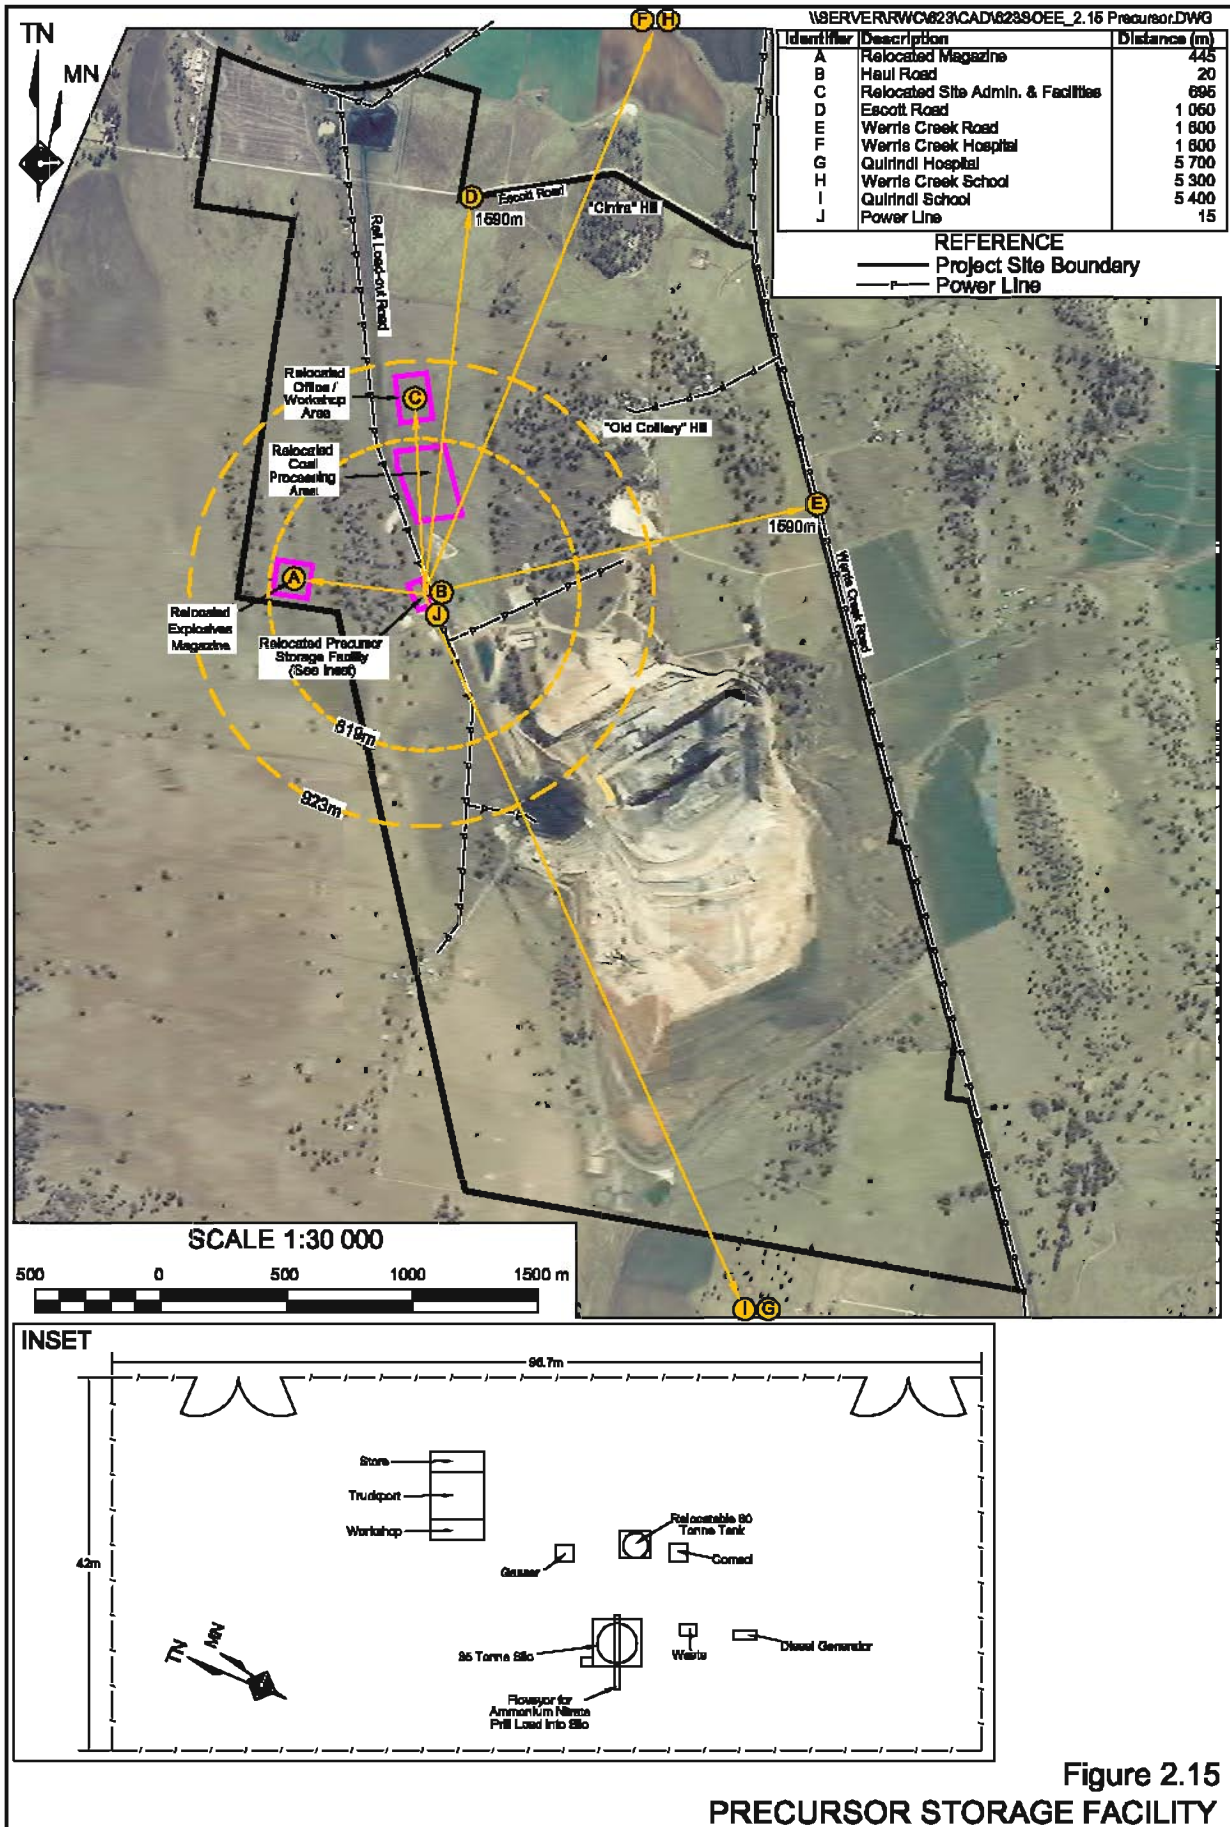 \\SERVER\RWC\623\CAD\623SOEE_2.15 Precursor.DWG
TN
MN
F
H
Identifier Description Distance (m)
A Relocated Magazine 445
B Haul Road 20
C Relocated Site Admin. & Facilities 695
D Escott Road 1 060
E Werris Creek Road 1 600
F Werris Creek Hospital 1 600
G Quirindi Hospital 5 700
H Werris Creek School 5 300
I Quirindi School 5 400
J Power Line 15
REFERENCE
Project Site Boundary
P Power Line
D
Escott Road
1590m
"Cintra" Hill
Rail Load-out Road
Relocated
Office /
Workshop
Area
C
"Old Colliery" Hill
Relocated
Coal
Processing
Area
E
1590m
Werris Creek Road
A
B
J
Relocated
Explosives
Magazine
Relocated Precursor
Storage Facility
(See Inset)
619m
923m
SCALE 1:30 000
500 0 500 1000 1500 m
I
G
INSET
96.7m
42m
Store
Truckport
Workshop
Gasser
Relocatable 60
Tonne Tank
Comsol
TN
MN
35 Tonne Silo
Waste
Diesel Generator
Flowveyor for
Ammonium Nitrate
Prill Load into Silo
Figure 2.15
PRECURSOR STORAGE FACILITY